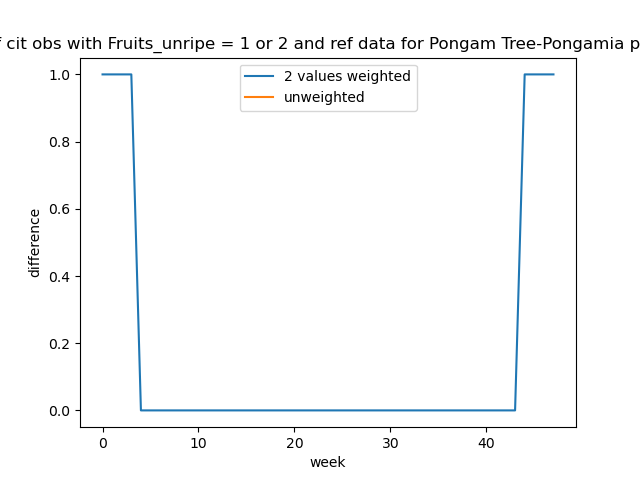 cit obs with Fruits_unripe = 1 or 2 and ref data for Pongam Tree-Pongamia
2 values weighted
unweighted
1.0
0.8
0.6
0.4
0.2
0.0
difference
0 10 20 30 40
week